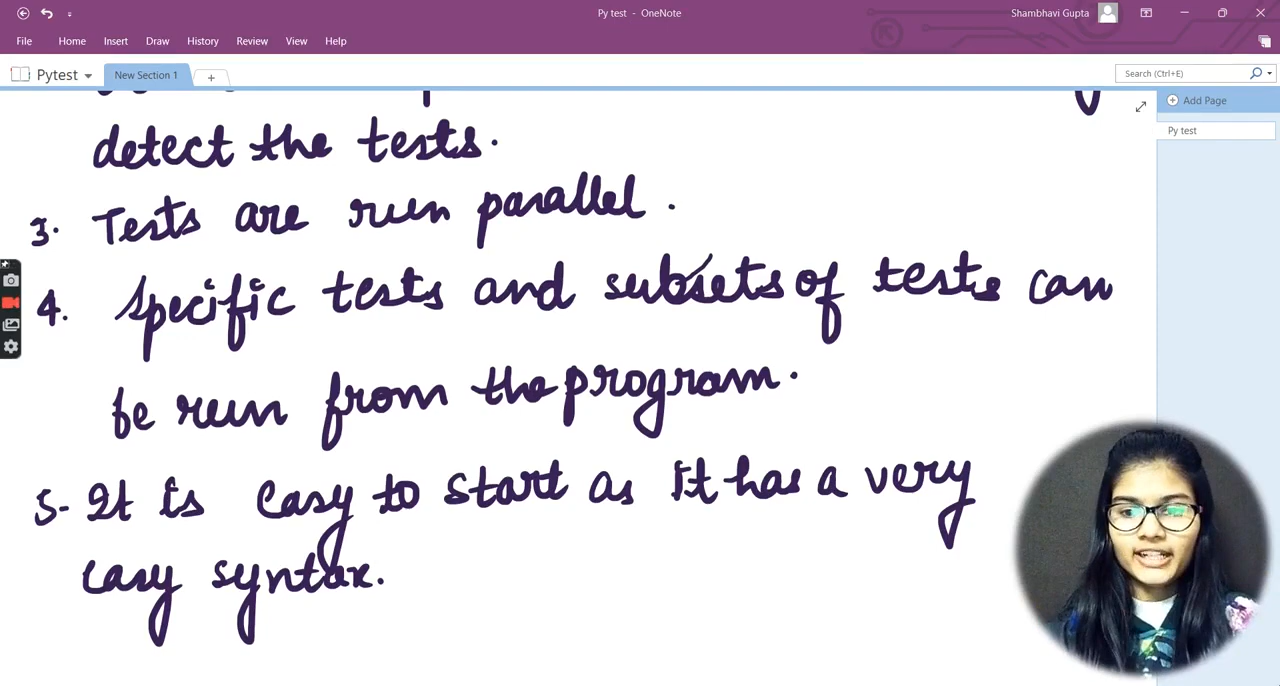 Py test - OneNote
Shambhavi Gupta
File Home Insert Draw History Review View Help
Pytest
New Section 1
+
Search (Ctrl+E)
Add Page
Py test
detect the tests.
3. Tests are run parallel.
4. Specific tests and subsets of tests can
be run from the program.
5- It is easy to start as it has a very
easy syntax.